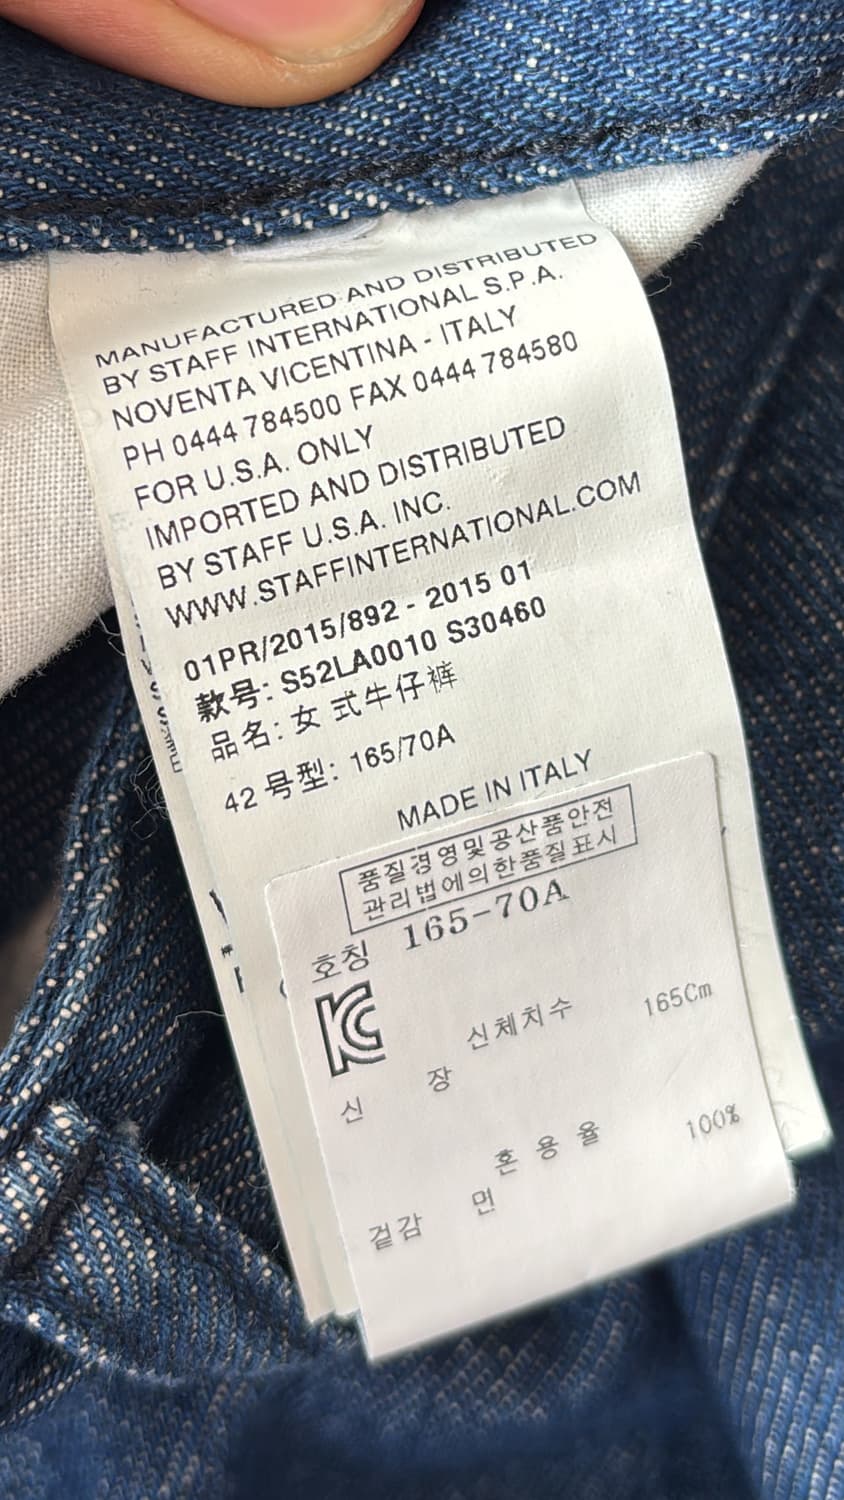 MANUFACTURED AND DISTRIBUTED
BY STAFF INTERNATIONAL S.P.A.
NOVENTA VICENTINA - ITALY
PH 0444 784500 FAX 0444 784580
FOR U.S.A. ONLY
IMPORTED AND DISTRIBUTED
BY STAFF U.S.A. INC.
WWW.STAFFINTERNATIONAL.COM
01PR/2015/892 - 2015 01
款号: S52LA0010 S30460
品名: 女 式牛仔裤
42 号型: 165/70A
MADE IN ITALY
품질경영및공산품안전
관리법에의한품질표시
호칭 165-70A
KC
신체치수
신 장 165Cm
혼 용 율
겉감 면 100%